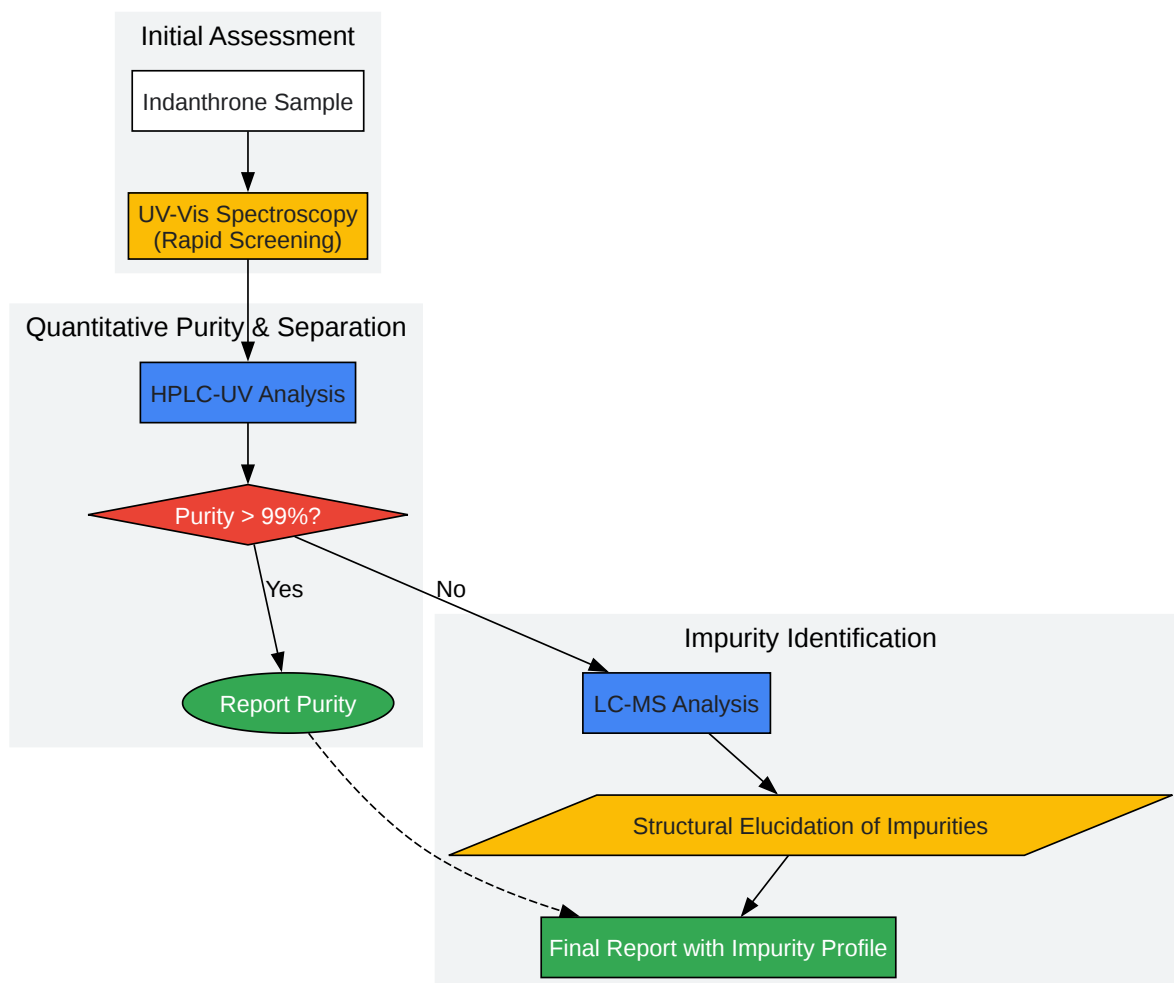 Initial Assessment
Indanthrone Sample
UV-Vis Spectroscopy
(Rapid Screening)
Quantitative Purity & Separation
HPLC-UV Analysis
Purity > 99%?
Yes
No
Impurity Identification
Report Purity
LC-MS Analysis
Structural Elucidation of Impurities
Final Report with Impurity Profile